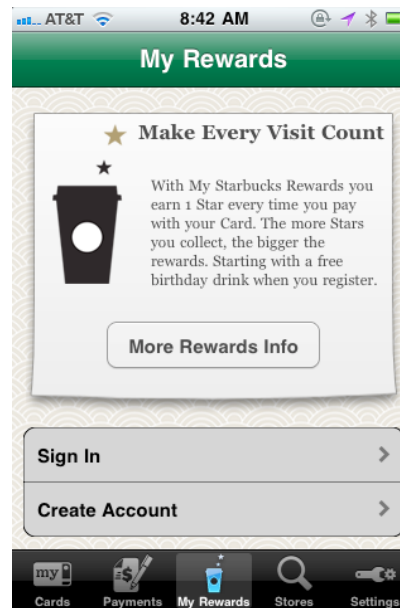 AT&T 8:42 AM
My Rewards
Make Every Visit Count
With My Starbucks Rewards you
earn 1 Star every time you pay
with your Card. The more Stars
you collect, the bigger the
rewards. Starting with a free
birthday drink when you register.
More Rewards Info
Sign In
Create Account
my
Cards Payments My Rewards Stores Settings